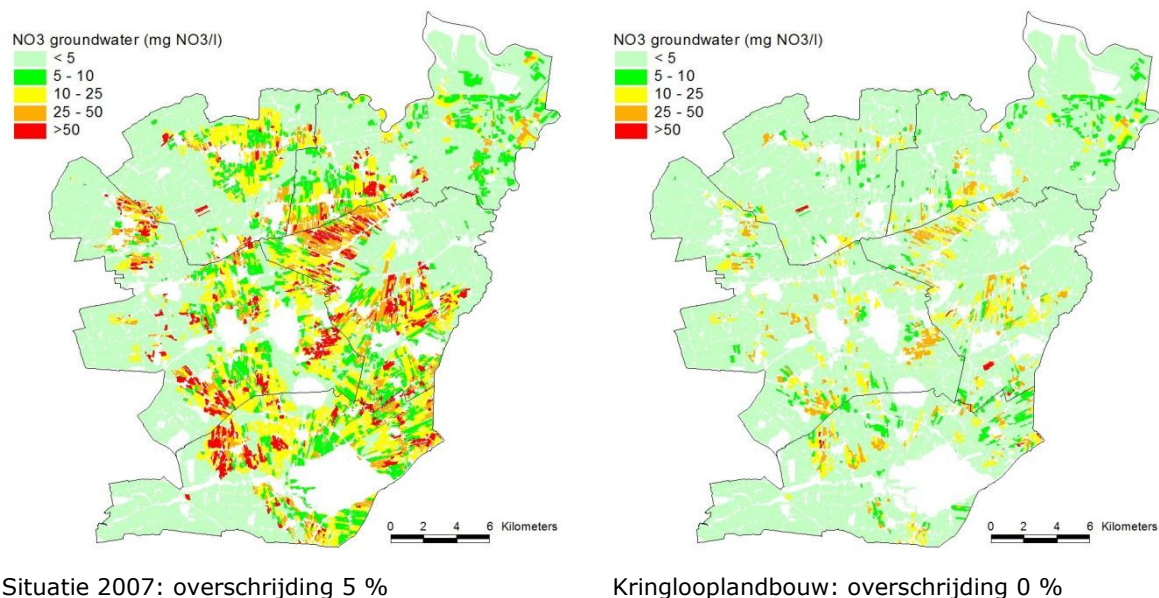 NO3 groundwater (mg NO3/l)
< 5
5 - 10
10 - 25
25 - 50
>50
0 2 4 6 Kilometers
Situatie 2007: overschrijding 5 %
NO3 groundwater (mg NO3/l)
< 5
5 - 10
10 - 25
25 - 50
>50
0 2 4 6 Kilometers
Kringlooplandbouw: overschrijding 0 %